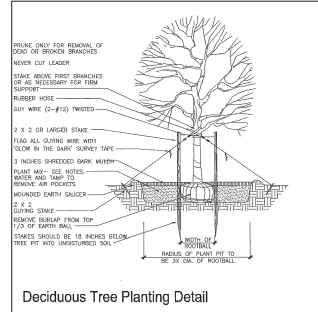 PRUNE ONLY FOR REMOVAL OF
DEAD OR BROKEN BRANCHES
NEVER CUT LEADER
STAKE ABOVE FIRST BRANCHES
OR AS NECESSARY FOR FIRM
SUPPORT
RUBBER HOSE
GUY WIRE (2-#12) TWISTED
2 X 2 OR LARGER STAKE
FLAG ALL GUYING WIRE WITH
'GLOW IN THE DARK' SURVEY TAPE
3 INCHES SHREDDED BARK MULCH
PLANT MIX- SEE NOTES,
WATER AND TAMP TO
REMOVE AIR POCKETS
MOUNDED EARTH SAUCER
2 X 2
GUYING STAKE
REMOVE BURLAP FROM TOP
1/3 OF EARTH BALL
STAKES SHOULD BE 18 INCHES BELOW
TREE PIT INTO UNDISTURBED SOIL
WIDTH OF
ROOTBALL
RADIUS OF PLANT PIT TO
BE 3X DIA. OF ROOTBALL
Deciduous Tree Planting Detail